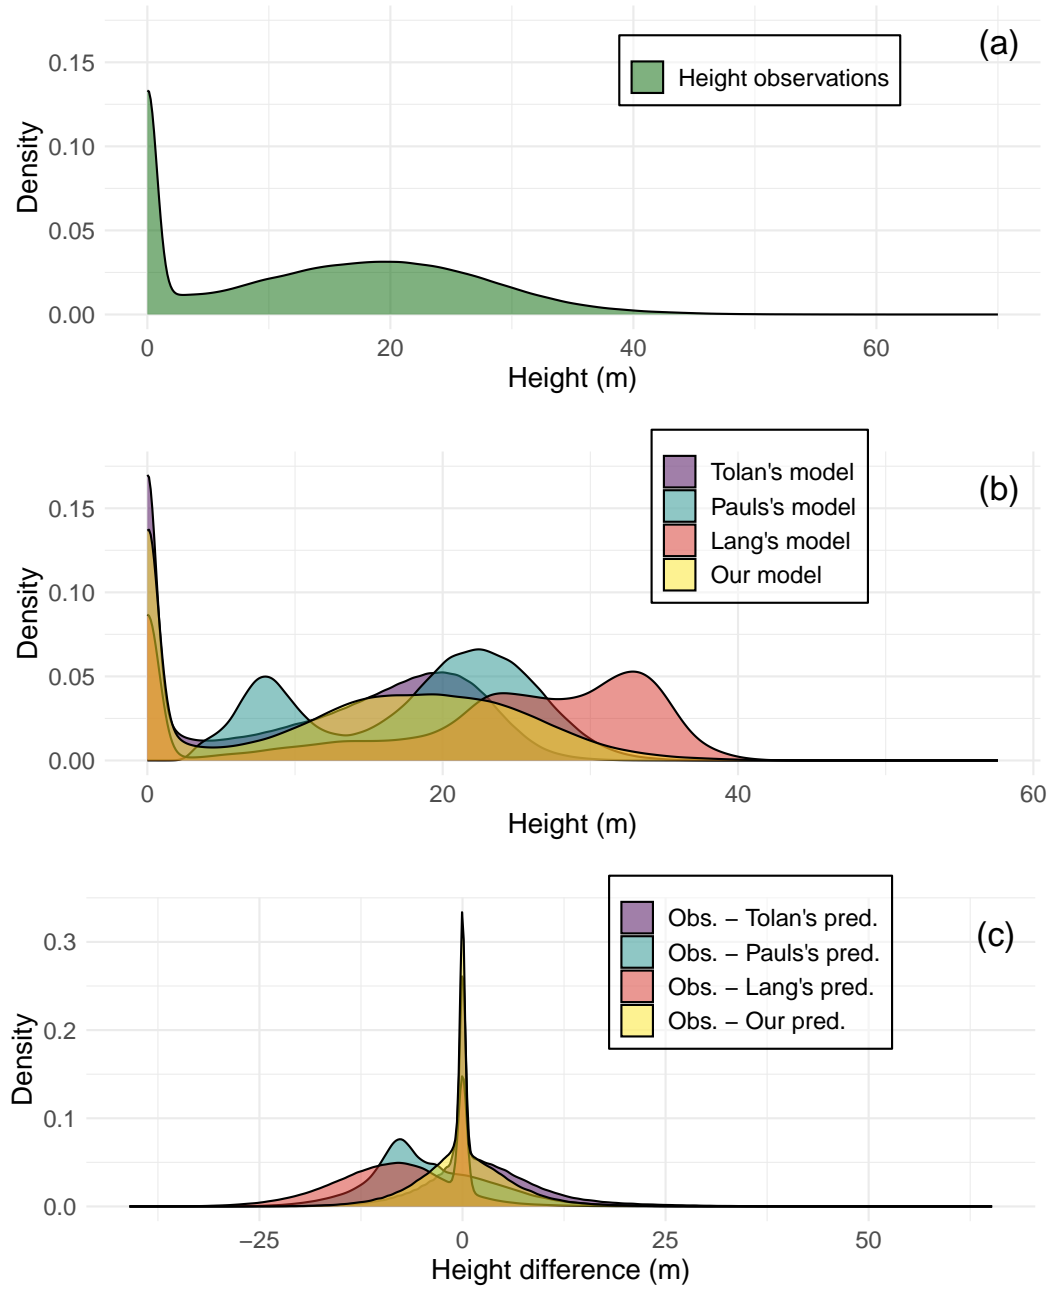 (a)
Height observations
0.15
0.10
0.05
0.00
Density
0 20 40 60
Height (m)
Tolan's model
Pauls's model
Lang's model
Our model
(b)
0.15
0.10
0.05
0.00
Density
0 20 40 60
Height (m)
Obs. − Tolan's pred.
Obs. − Pauls's pred.
Obs. − Lang's pred.
Obs. − Our pred.
(c)
0.3
0.2
0.1
0.0
Density
−25 0 25 50
Height difference (m)